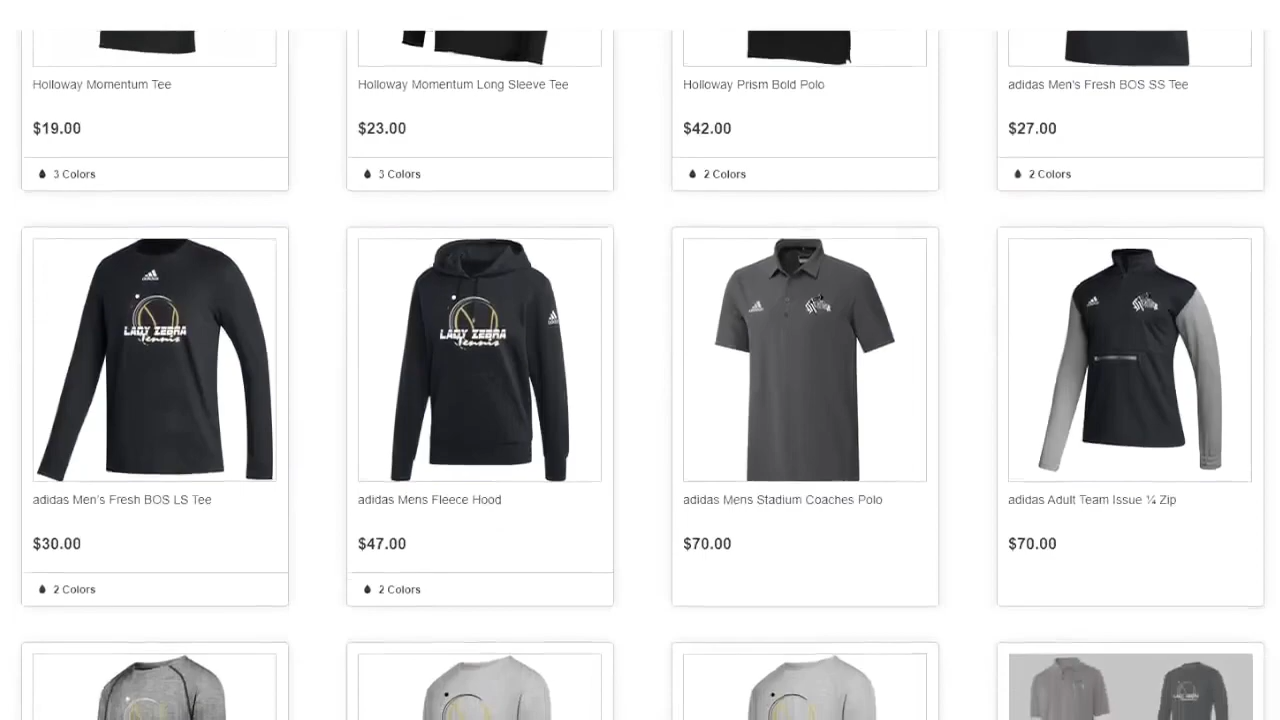 Holloway Momentum Tee
$19.00
3 Colors
Holloway Momentum Long Sleeve Tee
$23.00
3 Colors
Holloway Prism Bold Polo
$42.00
2 Colors
adidas Men's Fresh BOS SS Tee
$27.00
2 Colors
LADY ZEBRA
Tennis
adidas Men's Fresh BOS LS Tee
$30.00
2 Colors
LADY ZEBRA
Tennis
adidas Mens Fleece Hood
$47.00
2 Colors
adidas Mens Stadium Coaches Polo
$70.00
adidas Adult Team Issue ¼ Zip
$70.00